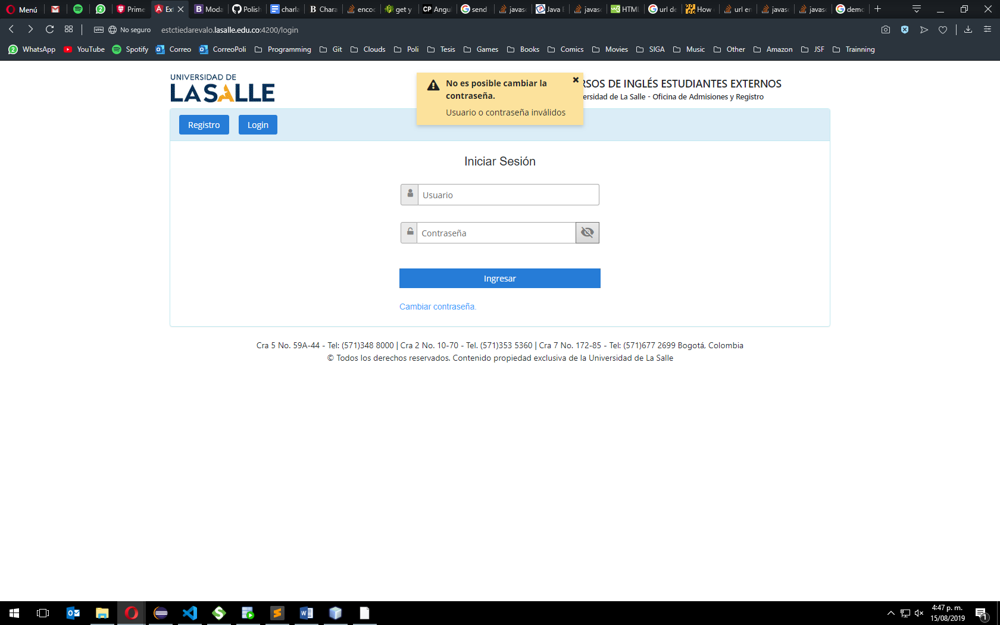 Menú
Prime
Ex
Moda
Polish
charla
Chara
encod
get y
Angu
send
javasc
Java E
javasc
HTML
url de
How
url en
javasc
javasc
demo
No seguro
estctiedarevalo.lasalle.edu.co:4200/login
WhatsApp
YouTube
Spotify
Correo
CorreoPoli
Programming
Git
Clouds
Poli
Tesis
Games
Books
Comics
Movies
SIGA
Music
Other
Amazon
JSF
Trainning
UNIVERSIDAD DE
LA SALLE
No es posible cambiar la
contraseña.
Usuario o contraseña inválidos
RSOS DE INGLÉS ESTUDIANTES EXTERNOS
ersidad de La Salle - Oficina de Admisiones y Registro
Registro
Login
Iniciar Sesión
Usuario
Contraseña
Ingresar
Cambiar contraseña.
Cra 5 No. 59A-44 - Tel: (571)348 8000 | Cra 2 No. 10-70 - Tel. (571)353 5360 | Cra 7 No. 172-85 - Tel: (571)677 2699 Bogotá, Colombia
© Todos los derechos reservados. Contenido propiedad exclusiva de la Universidad de La Salle
4:47 p. m.
15/08/2019
1